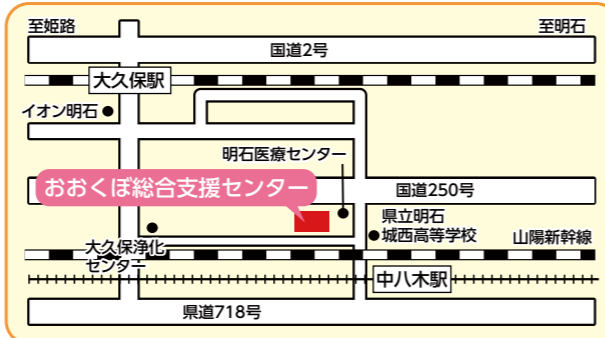 至姫路
至明石
国道2号
大久保駅
イオン明石
明石医療センター
おおくぼ総合支援センター
国道250号
県立明石
城西高等学校
山陽新幹線
大久保浄化
センター
中八木駅
県道718号